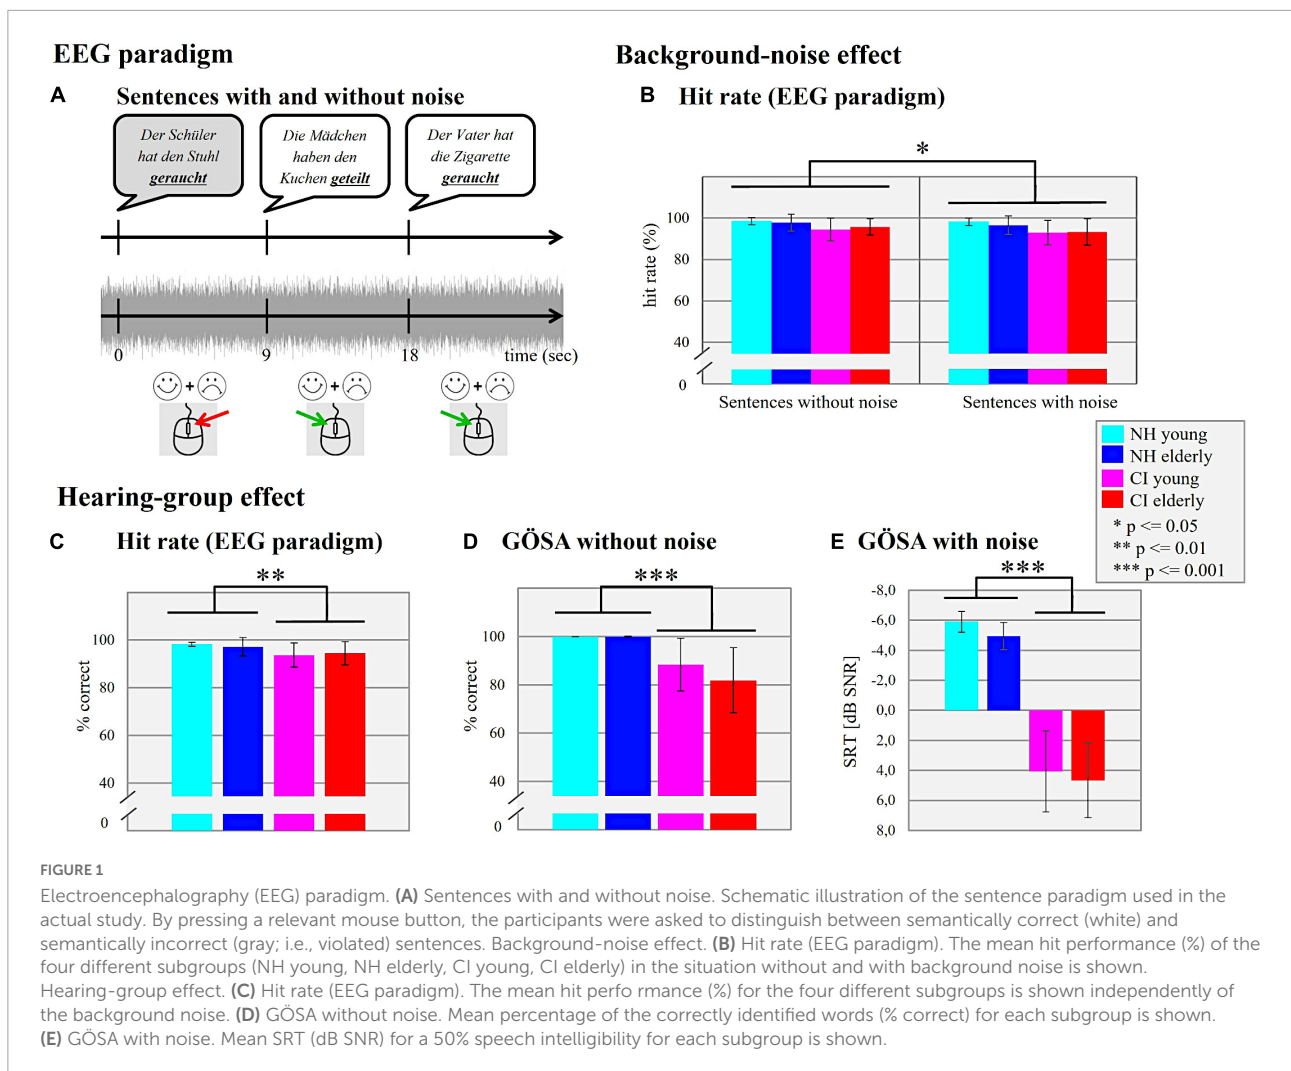 EEG paradigm
A Sentences with and without noise
Der Schüler
hat den Stuhl
geraucht
Die Mädchen
haben den
Kuchen geteilt
Der Vater hat
die Zigarette
geraucht
0 9 18 time (sec)
+ + +
Background-noise effect
B Hit rate (EEG paradigm)
*
hit rate (%)
100
80
60
40
0
Sentences without noise Sentences with noise
NH young
NH elderly
CI young
CI elderly
* p <= 0.05
** p <= 0.01
*** p <= 0.001
Hearing-group effect
C Hit rate (EEG paradigm)
**
% correct
100
80
60
40
0
D GÖSA without noise
***
% correct
100
80
60
40
0
E GÖSA with noise
***
SRT [dB SNR]
-8,0
-6,0
-4,0
-2,0
0,0
2,0
4,0
6,0
8,0
FIGURE 1
Electroencephalography (EEG) paradigm. (A) Sentences with and without noise. Schematic illustration of the sentence paradigm used in the
actual study. By pressing a relevant mouse button, the participants were asked to distinguish between semantically correct (white) and
semantically incorrect (gray; i.e., violated) sentences. Background-noise effect. (B) Hit rate (EEG paradigm). The mean hit performance (%) of the
four different subgroups (NH young, NH elderly, CI young, CI elderly) in the situation without and with background noise is shown.
Hearing-group effect. (C) Hit rate (EEG paradigm). The mean hit perfo rmance (%) for the four different subgroups is shown independently of
the background noise. (D) GÖSA without noise. Mean percentage of the correctly identified words (% correct) for each subgroup is shown.
(E) GÖSA with noise. Mean SRT (dB SNR) for a 50% speech intelligibility for each subgroup is shown.